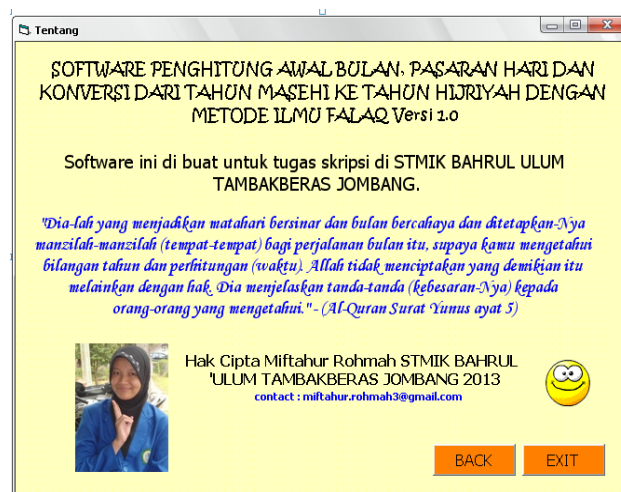 Tentang
SOFTWARE PENGHITUNG AWAL BULAN, PASARAN HARI DAN
KONVERSI DARI TAHUN MASEHI KE TAHUN HIJRIYAH DENGAN
METODE ILMU FALAQ Versi 1.0
Software ini di buat untuk tugas skripsi di STMIK BAHRUL ULUM
TAMBAKBERAS JOMBANG.
"Dia-lah yang menjadikan matahari bersinar dan bulan bercahaya dan ditetapkan-Nya
manzilah-manzilah (tempat-tempat) bagi perjalanan bulan itu, supaya kamu mengetahui
bilangan tahun dan perhitungan (waktu). Allah tidak menciptakan yang demikian itu
melainkan dengan hak. Dia menjelaskan tanda-tanda (kebesaran-Nya) kepada
orang-orang yang mengetahui." - (Al-Quran Surat Yunus ayat 5)
Hak Cipta Miftahur Rohmah STMIK BAHRUL
'ULUM TAMBAKBERAS JOMBANG 2013
contact : miftahur.rohmah3@gmail.com
BACK
EXIT